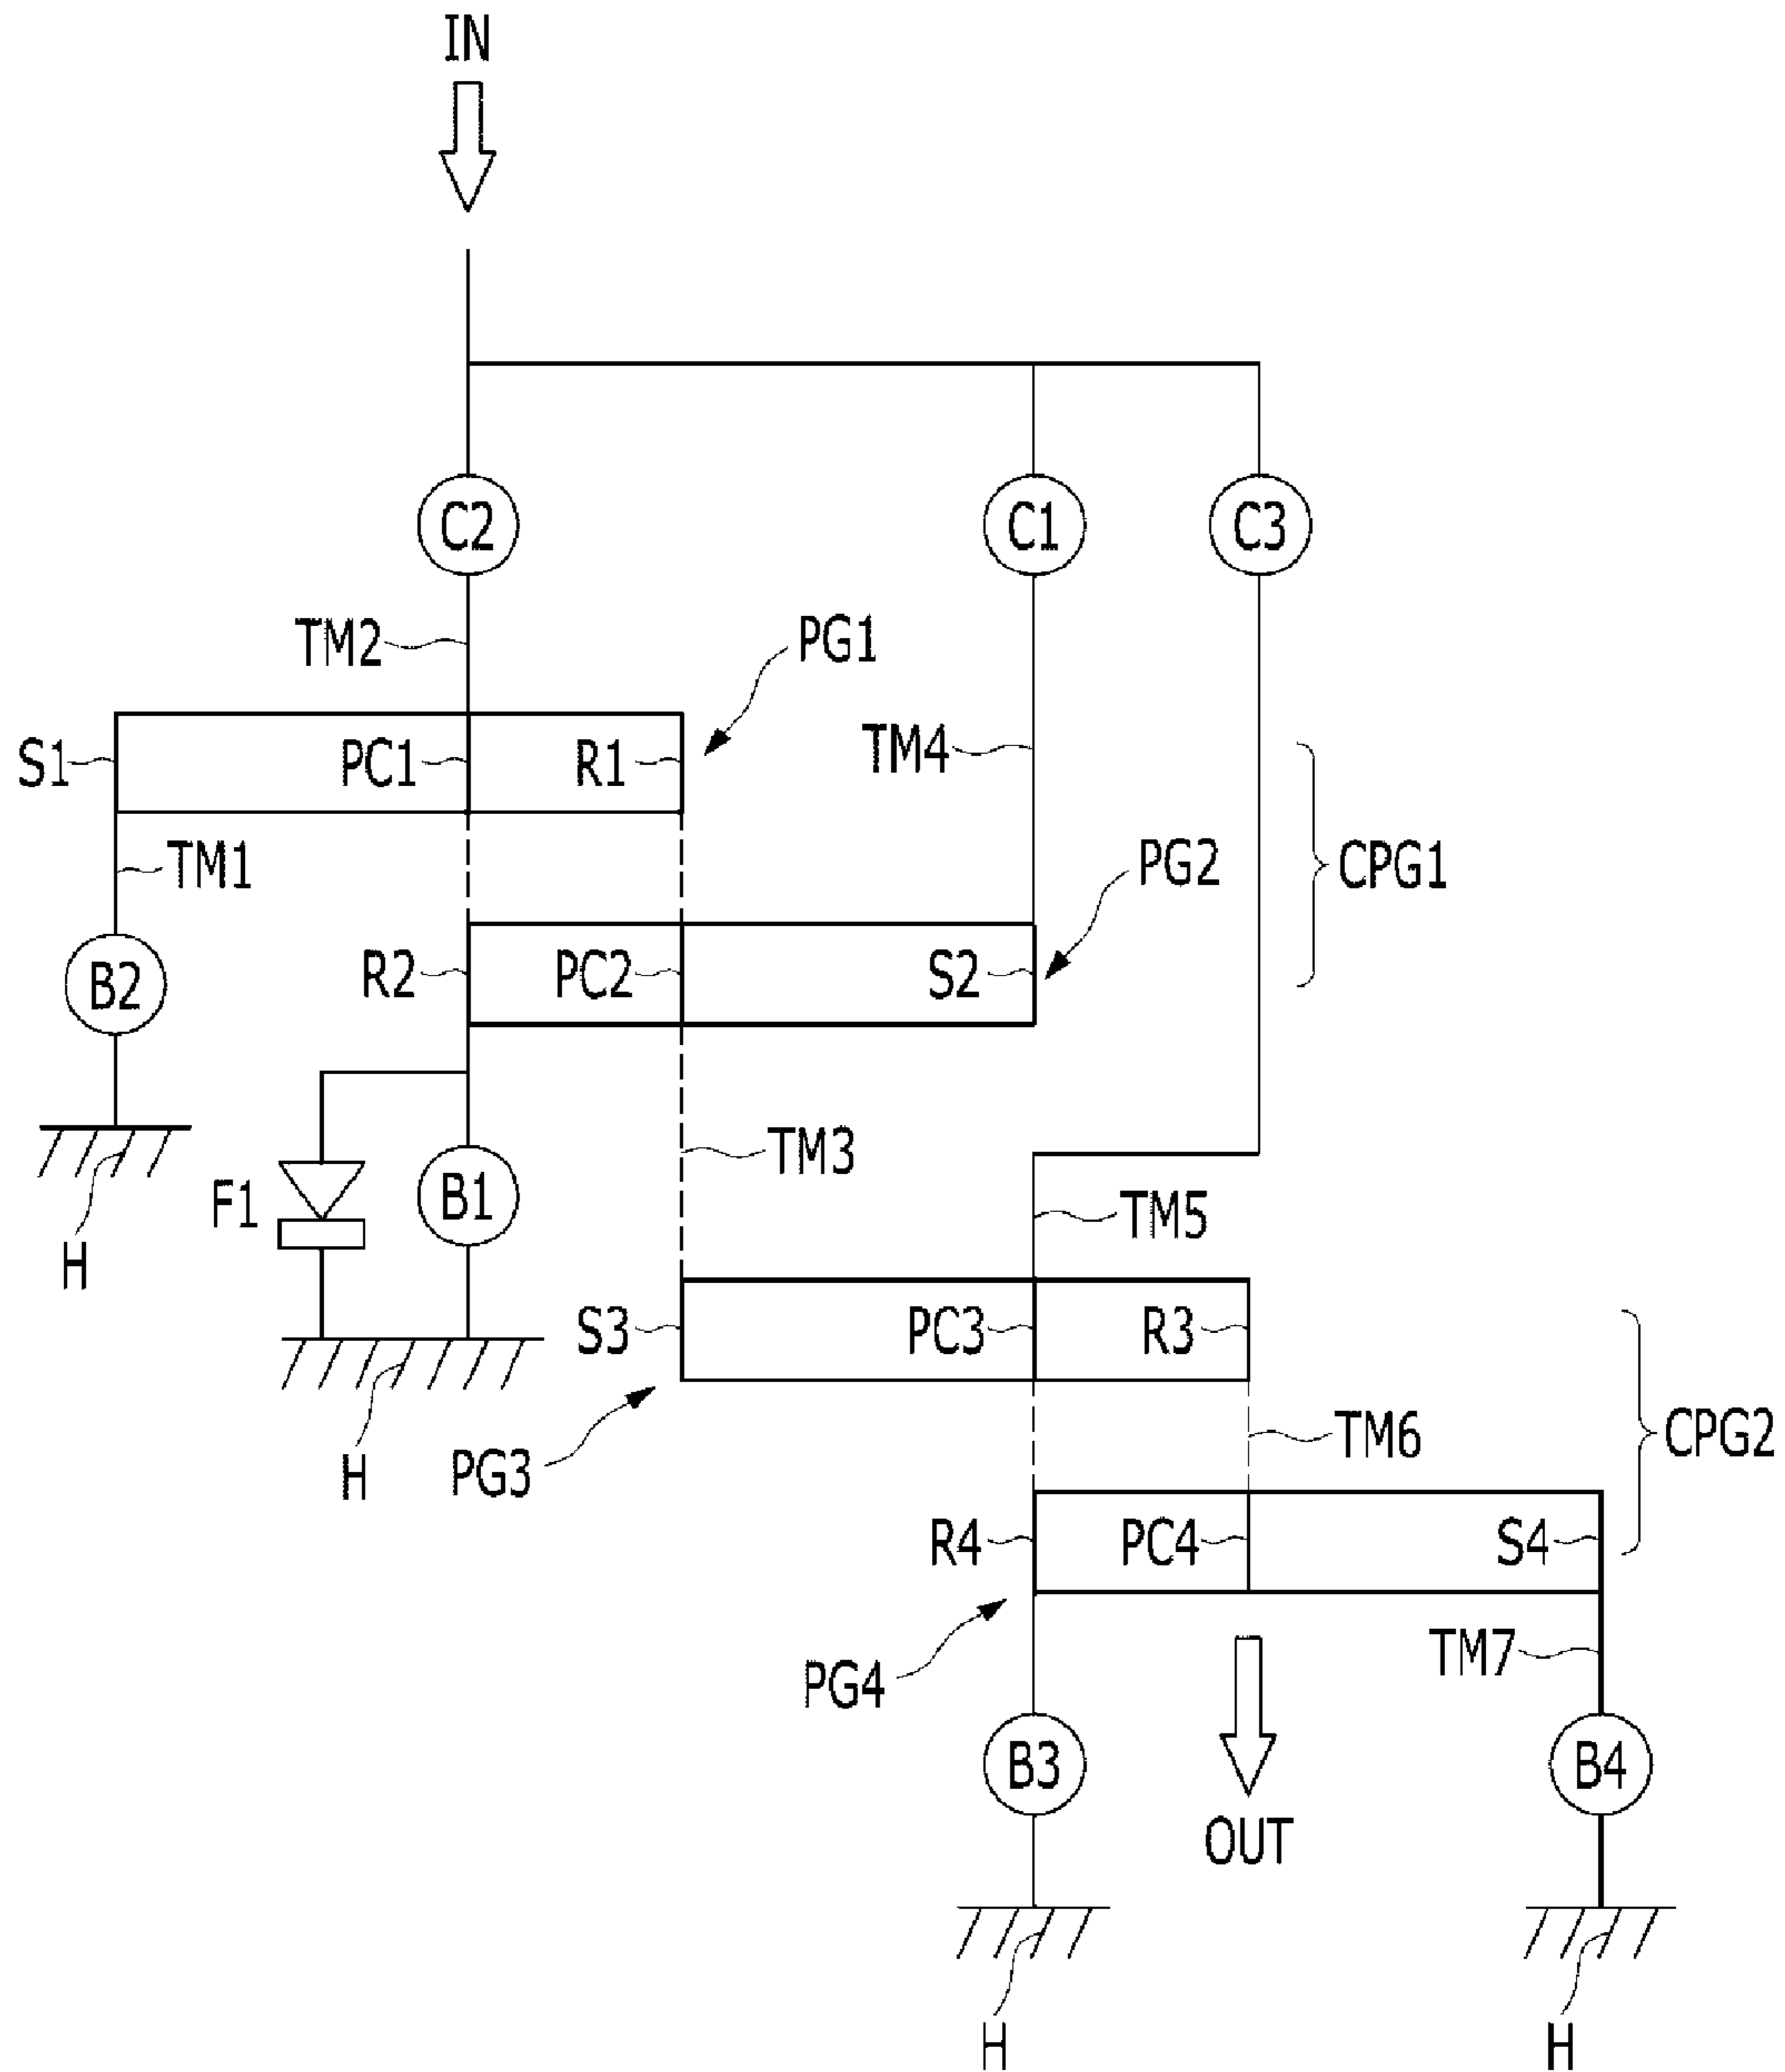 IN
C2
C1
C3
TM2
PG1
S1
PC1
R1
TM4
TM1
PG2
CPG1
R2
PC2
S2
B2
TM3
F1
B1
TM5
H
S3
PC3
R3
H
PG3
TM6
CPG2
R4
PC4
S4
PG4
TM7
B3
B4
OUT
H
H